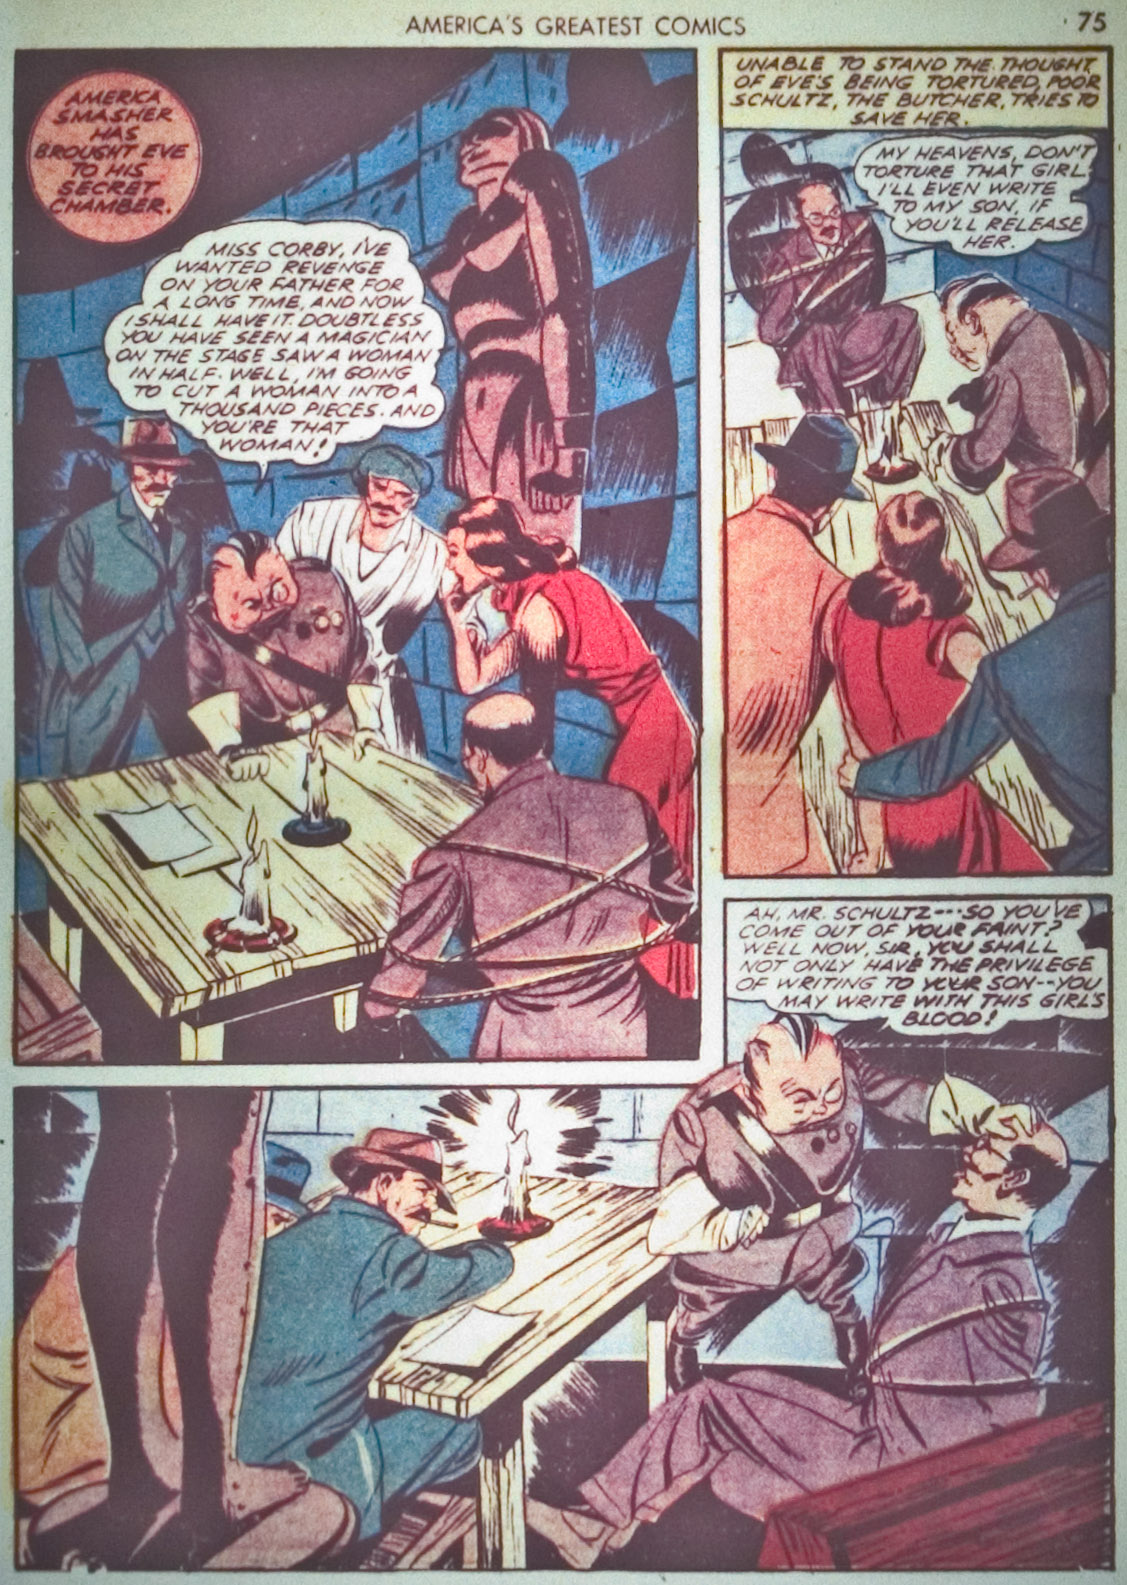 AMERICA'S GREATEST COMICS
75
AMERICA
SMASHER
HAS
BROUGHT EVE
TO HIS
SECRET
CHAMBER.
MISS CORBY, I'VE
WANTED REVENGE
ON YOUR FATHER FOR
A LONG TIME, AND NOW
I SHALL HAVE IT. DOUBTLESS
YOU HAVE SEEN A MAGICIAN
ON THE STAGE SAW A WOMAN
IN HALF. WELL, I'M GOING
TO CUT A WOMAN INTO A
THOUSAND PIECES. AND
YOU'RE THAT
WOMAN!
UNABLE TO STAND THE THOUGHT
OF EVE'S BEING TORTURED, POOR
SCHULTZ, THE BUTCHER, TRIES TO
SAVE HER.
MY HEAVENS, DON'T
TORTURE THAT GIRL.
I'LL EVEN WRITE
TO MY SON, IF
YOU'LL RELEASE
HER.
AH, MR. SCHULTZ---SO YOU'VE
COME OUT OF YOUR FAINT?
WELL NOW, SIR, YOU SHALL
NOT ONLY HAVE THE PRIVILEGE
OF WRITING TO YOUR SON--YOU
MAY WRITE WITH THIS GIRL'S
BLOOD!